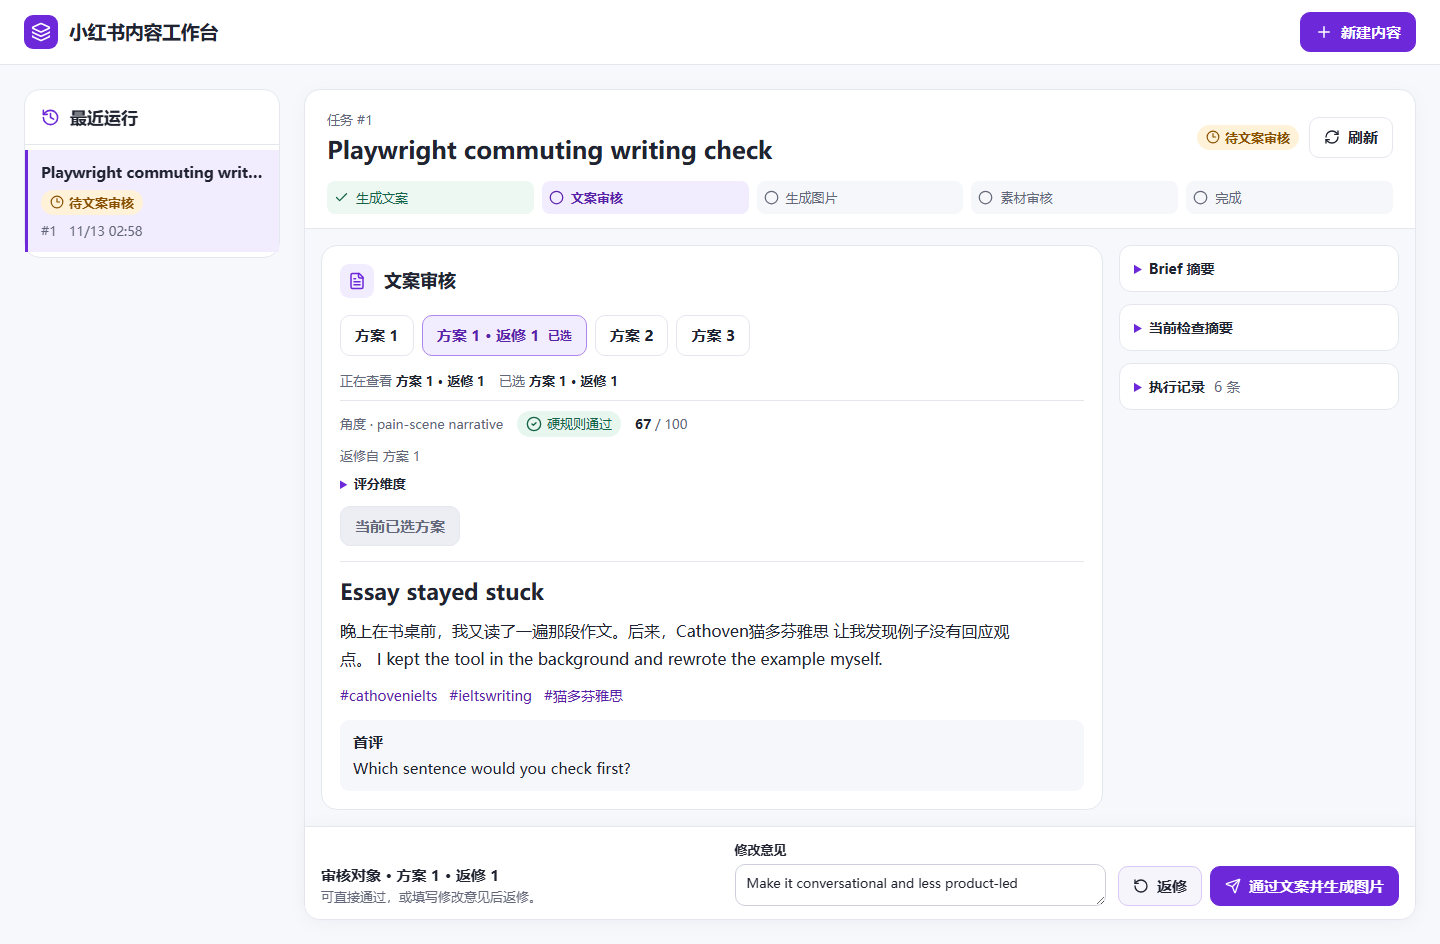 小红书内容工作台
新建内容
最近运行
Playwright commuting writ...
待文案审核
#1 11/13 02:58
任务 #1
Playwright commuting writing check
待文案审核
刷新
生成文案
文案审核
生成图片
素材审核
完成
文案审核
方案 1
方案 1 • 返修 1 已选
方案 2
方案 3
正在查看 方案 1 • 返修 1 已选 方案 1 • 返修 1
角度 · pain-scene narrative
硬规则通过
67 / 100
返修自 方案 1
评分维度
当前已选方案
Essay stayed stuck
晚上在书桌前，我又读了一遍那段作文。后来，Cathoven猫多芬雅思 让我发现例子没有回应观
点。 I kept the tool in the background and rewrote the example myself.
#cathovenielts #ieltswriting #猫多芬雅思
首评
Which sentence would you check first?
Brief 摘要
当前检查摘要
执行记录 6 条
审核对象 • 方案 1 • 返修 1
可直接通过，或填写修改意见后返修。
修改意见
Make it conversational and less product-led
返修
通过文案并生成图片